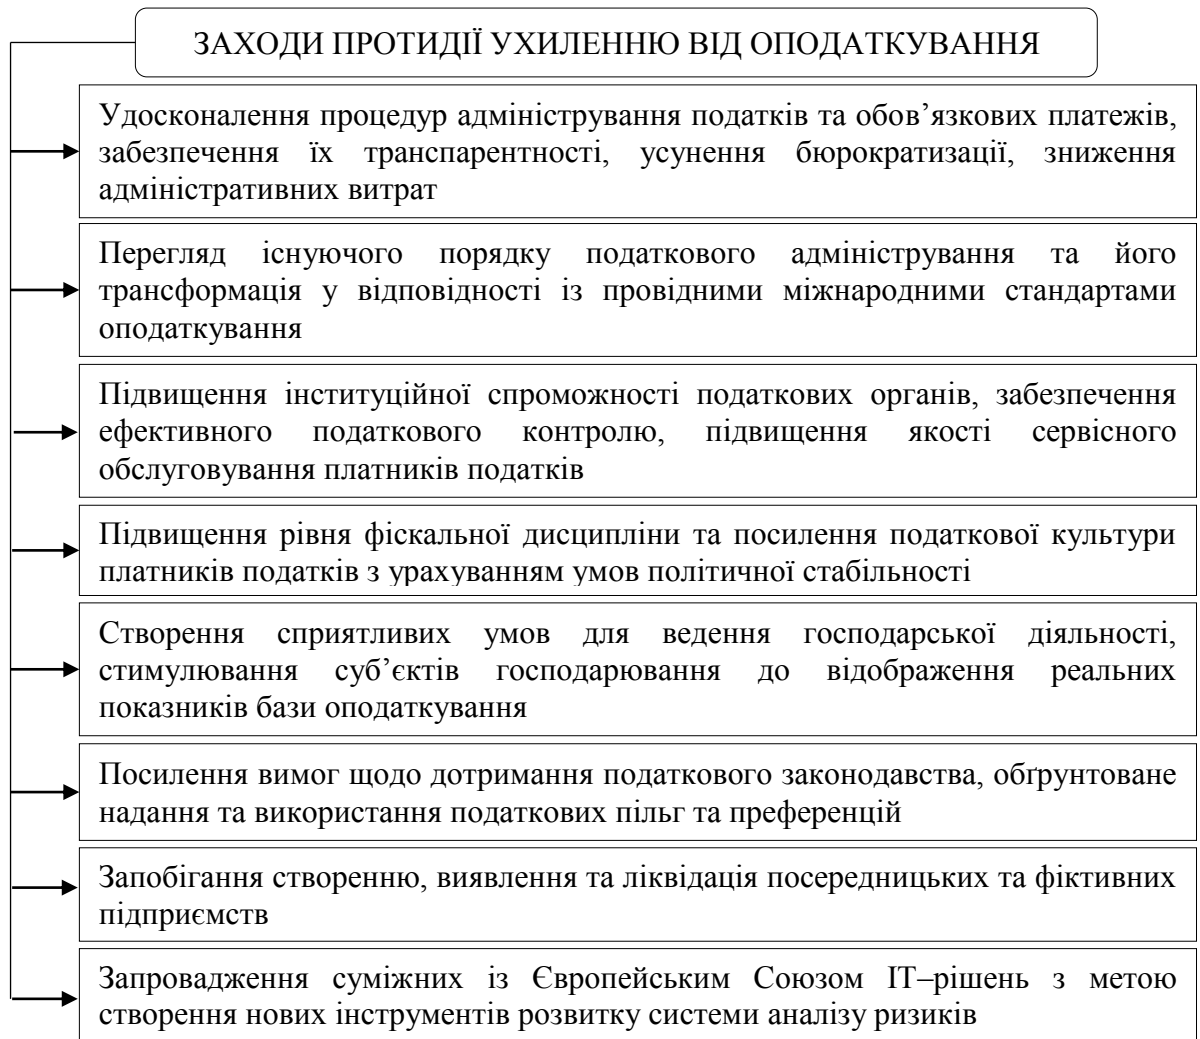 ЗАХОДИ ПРОТИДІЇ УХИЛЕННЮ ВІД ОПОДАТКУВАННЯ
Удосконалення процедур адміністрування податків та обов’язкових платежів,
забезпечення їх транспарентності, усунення бюрократизації, зниження
адміністративних витрат
Перегляд існуючого порядку податкового адміністрування та його
трансформація у відповідності із провідними міжнародними стандартами
оподаткування
Підвищення інституційної спроможності податкових органів, забезпечення
ефективного податкового контролю, підвищення якості сервісного
обслуговування платників податків
Підвищення рівня фіскальної дисципліни та посилення податкової культури
платників податків з урахуванням умов політичної стабільності
Створення сприятливих умов для ведення господарської діяльності,
стимулювання суб’єктів господарювання до відображення реальних
показників бази оподаткування
Посилення вимог щодо дотримання податкового законодавства, обґрунтоване
надання та використання податкових пільг та преференцій
Запобігання створенню, виявлення та ліквідація посередницьких та фіктивних
підприємств
Запровадження суміжних із Європейським Союзом ІТ–рішень з метою
створення нових інструментів розвитку системи аналізу ризиків